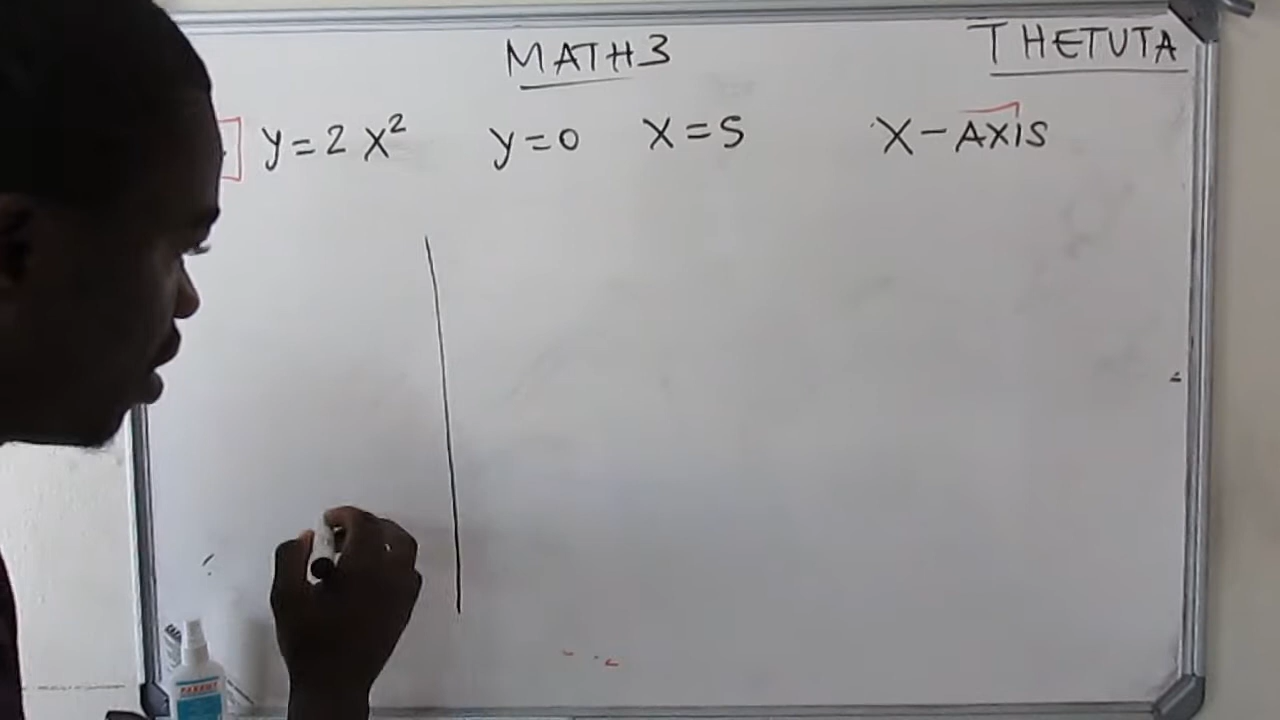 MATH3 THETUTA
y=2x² y=0 x=5 X-AXIS